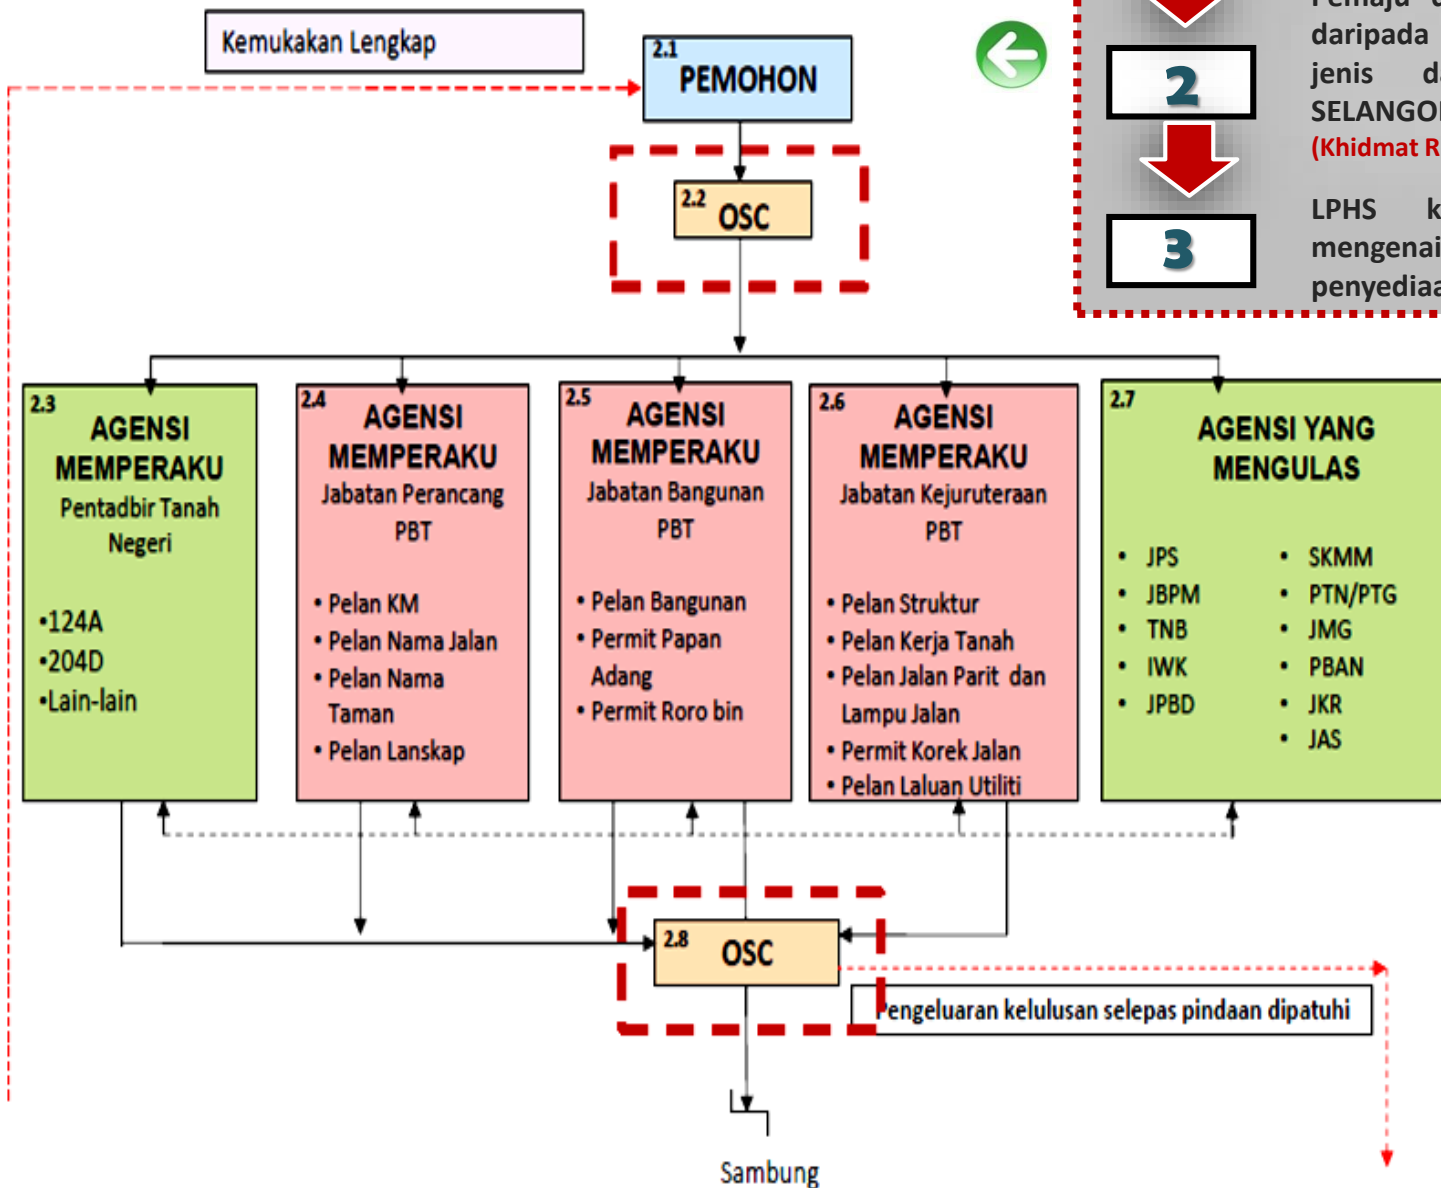 Kemukakan Lengkap
2.1
PEMOHON
2.2
OSC
2
daripada
jenis
(Khidmat
3
LPHS
mengenai
2.3
AGENSI
MEMPERAKU
Pentadbir Tanah
Negeri
•124A
•204D
•Lain-lain
2.4
AGENSI
MEMPERAKU
Jabatan Perancang
PBT
• Pelan KM
• Pelan Nama Jalan
• Pelan Nama
Taman
• Pelan Lanskap
2.5
AGENSI
MEMPERAKU
Jabatan Bangunan
PBT
• Pelan Bangunan
• Permit Papan
Adang
• Permit Roro bin
2.6
AGENSI
MEMPERAKU
Jabatan Kejuruteraan
PBT
• Pelan Struktur
• Pelan Kerja Tanah
• Pelan Jalan Parit dan
Lampu Jalan
• Permit Korek Jalan
• Pelan Laluan Utiliti
2.7
AGENSI YANG
MENGULAS
• JPS
• JBPM
• TNB
• IWK
• JPBD
• SKMM
• PTN/PTG
• JMG
• PBAN
• JKR
• JAS
2.8
OSC
Pengeluaran kelulusan selepas pindaan dipatuhi
Sambung